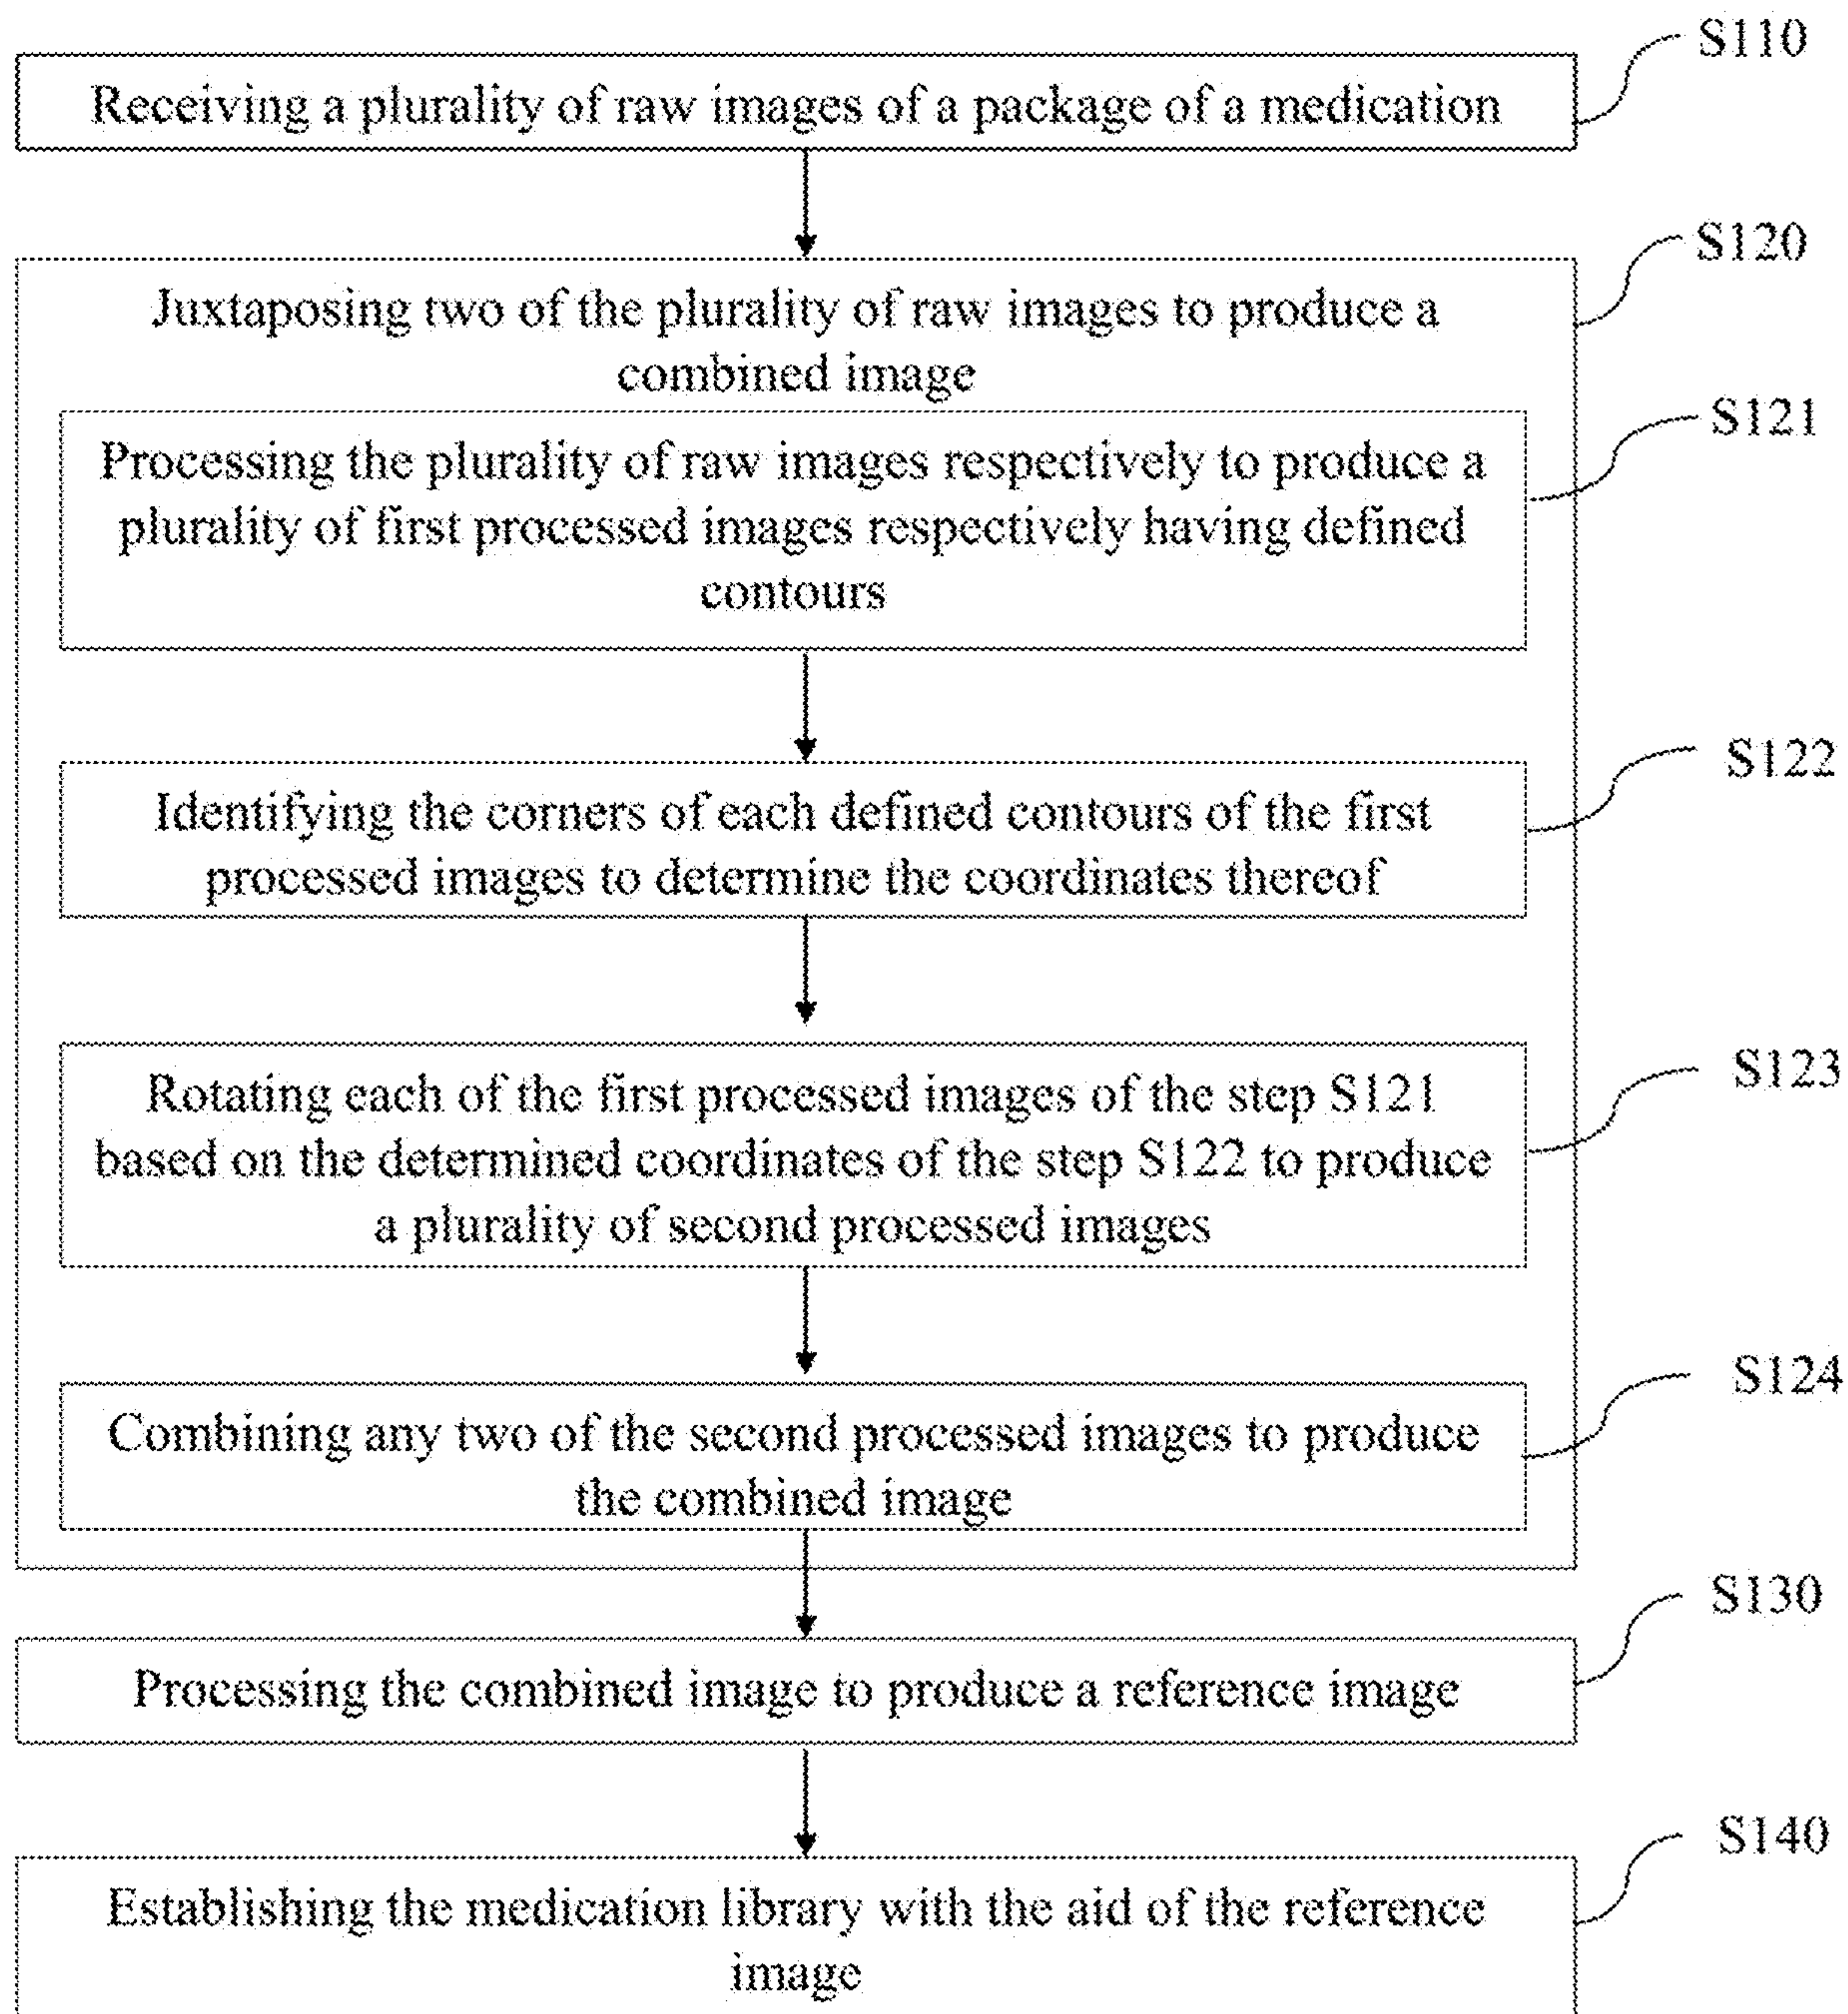 S110
Receiving a plurality of raw images of a package of a medication
S120
Juxtaposing two of the plurality of raw images to produce a
combined image
S121
Processing the plurality of raw images respectively to produce a
plurality of first processed images respectively having defined
contours
S122
Identifying the corners of each defined contours of the first
processed images to determine the coordinates thereof
S123
Rotating each of the first processed images of the step S121
based on the determined coordinates of the step S122 to produce
a plurality of second processed images
S124
Combining any two of the second processed images to produce
the combined image
S130
Processing the combined image to produce a reference image
S140
Establishing the medication library with the aid of the reference
image